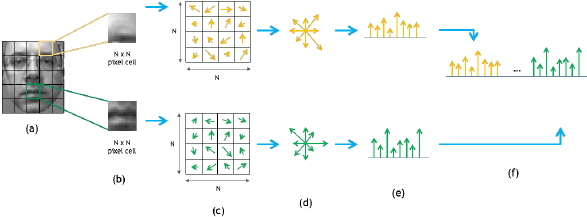 N x N
pixel cell
N
N
...
(a)
N x N
pixel cell
N
N
(b)
(c)
(d)
(e)
(f)